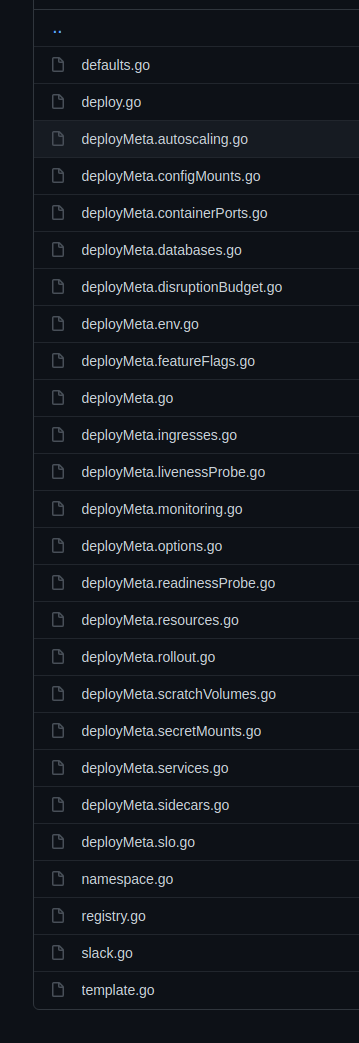 ..
defaults.go
deploy.go
deployMeta.autoscaling.go
deployMeta.configMounts.go
deployMeta.containerPorts.go
deployMeta.databases.go
deployMeta.disruptionBudget.go
deployMeta.env.go
deployMeta.featureFlags.go
deployMeta.go
deployMeta.ingresses.go
deployMeta.livenessProbe.go
deployMeta.monitoring.go
deployMeta.options.go
deployMeta.readinessProbe.go
deployMeta.resources.go
deployMeta.rollout.go
deployMeta.scratchVolumes.go
deployMeta.secretMounts.go
deployMeta.services.go
deployMeta.sidecars.go
deployMeta.slo.go
namespace.go
registry.go
slack.go
template.go